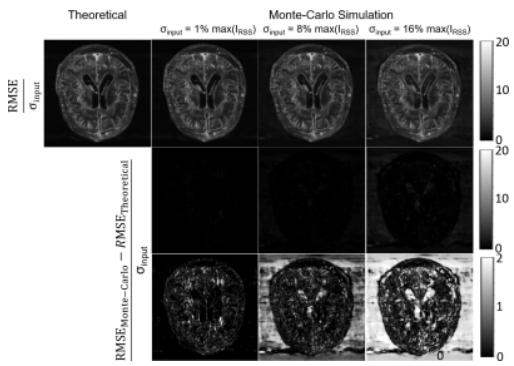 Theoretical
Monte-Carlo Simulation
σinput = 1% max(IRSS)
σinput = 8% max(IRSS)
σinput = 16% max(IRSS)
RMSE
σinput
20
10
0
RMSEMonte−Carlo − RMSETheoretical
σinput
20
10
0
2
1
0
0